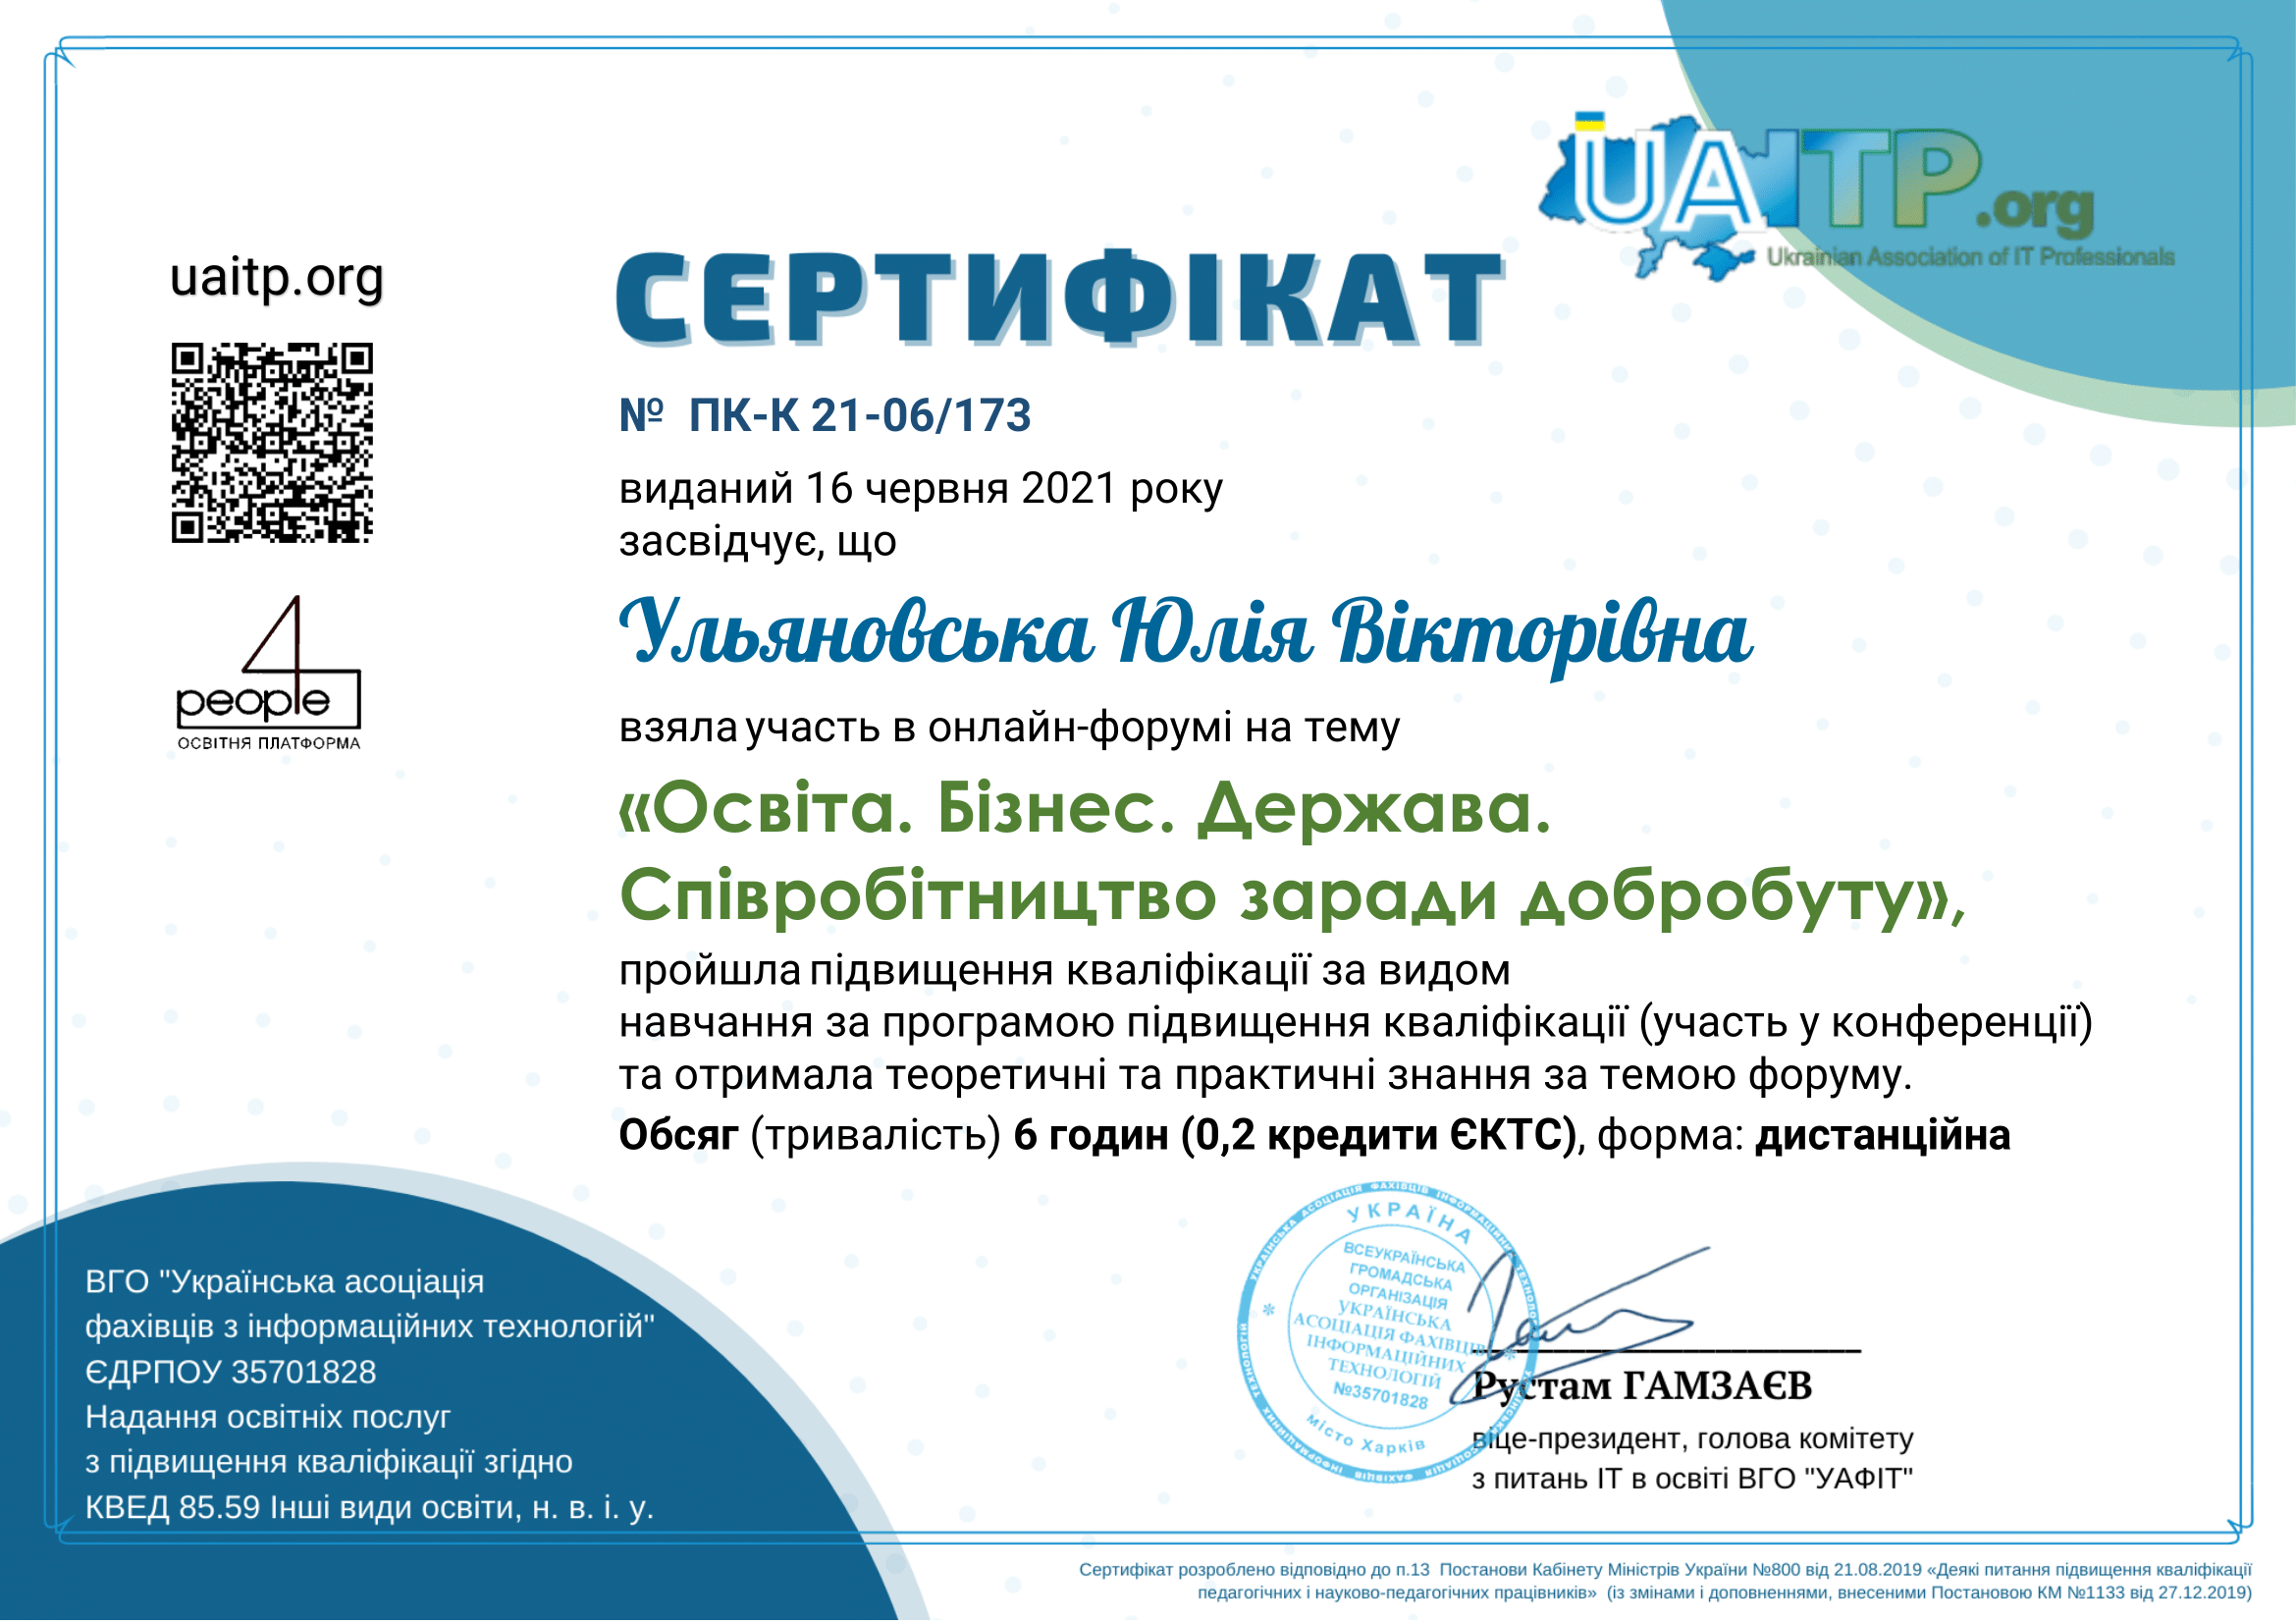 UAITP.org
Ukrainian Association of IT Professionals
uaitp.org
СЕРТИФІКАТ
№ ПК-К 21-06/173
виданий 16 червня 2021 року
засвідчує, що
Ульяновська Юлія Вікторівна
people 4
ОСВІТНЯ ПЛАТФОРМА
взяла участь в онлайн-форумі на тему
«Освіта. Бізнес. Держава.
Співробітництво заради добробуту»,
пройшла підвищення кваліфікації за видом
навчання за програмою підвищення кваліфікації (участь у конференції)
та отримала теоретичні та практичні знання за темою форуму.
Обсяг (тривалість) 6 годин (0,2 кредити ЄКТС), форма: дистанційна
ВГО "Українська асоціація
фахівців з інформаційних технологій"
ЄДРПОУ 35701828
Надання освітніх послуг
з підвищення кваліфікації згідно
КВЕД 85.59 Інші види освіти, н. в. і. у.
УКРАЇНА
ВСЕУКРАЇНСЬКА
ГРОМАДСЬКА
ОРГАНІЗАЦІЯ
УКРАЇНСЬКА
АСОЦІАЦІЯ ФАХІВЦІВ
ІНФОРМАЦІЙНИХ
ТЕХНОЛОГІЙ
№35701828
місто Харків
Рустам ГАМЗАЄВ
віце-президент, голова комітету
з питань ІТ в освіті ВГО "УАФІТ"
Сертифікат розроблено відповідно до п.13 Постанови Кабінету Міністрів України №800 від 21.08.2019 «Деякі питання підвищення кваліфікації
педагогічних і науково-педагогічних працівників» (із змінами і доповненнями, внесеними Постановою КМ №1133 від 27.12.2019)